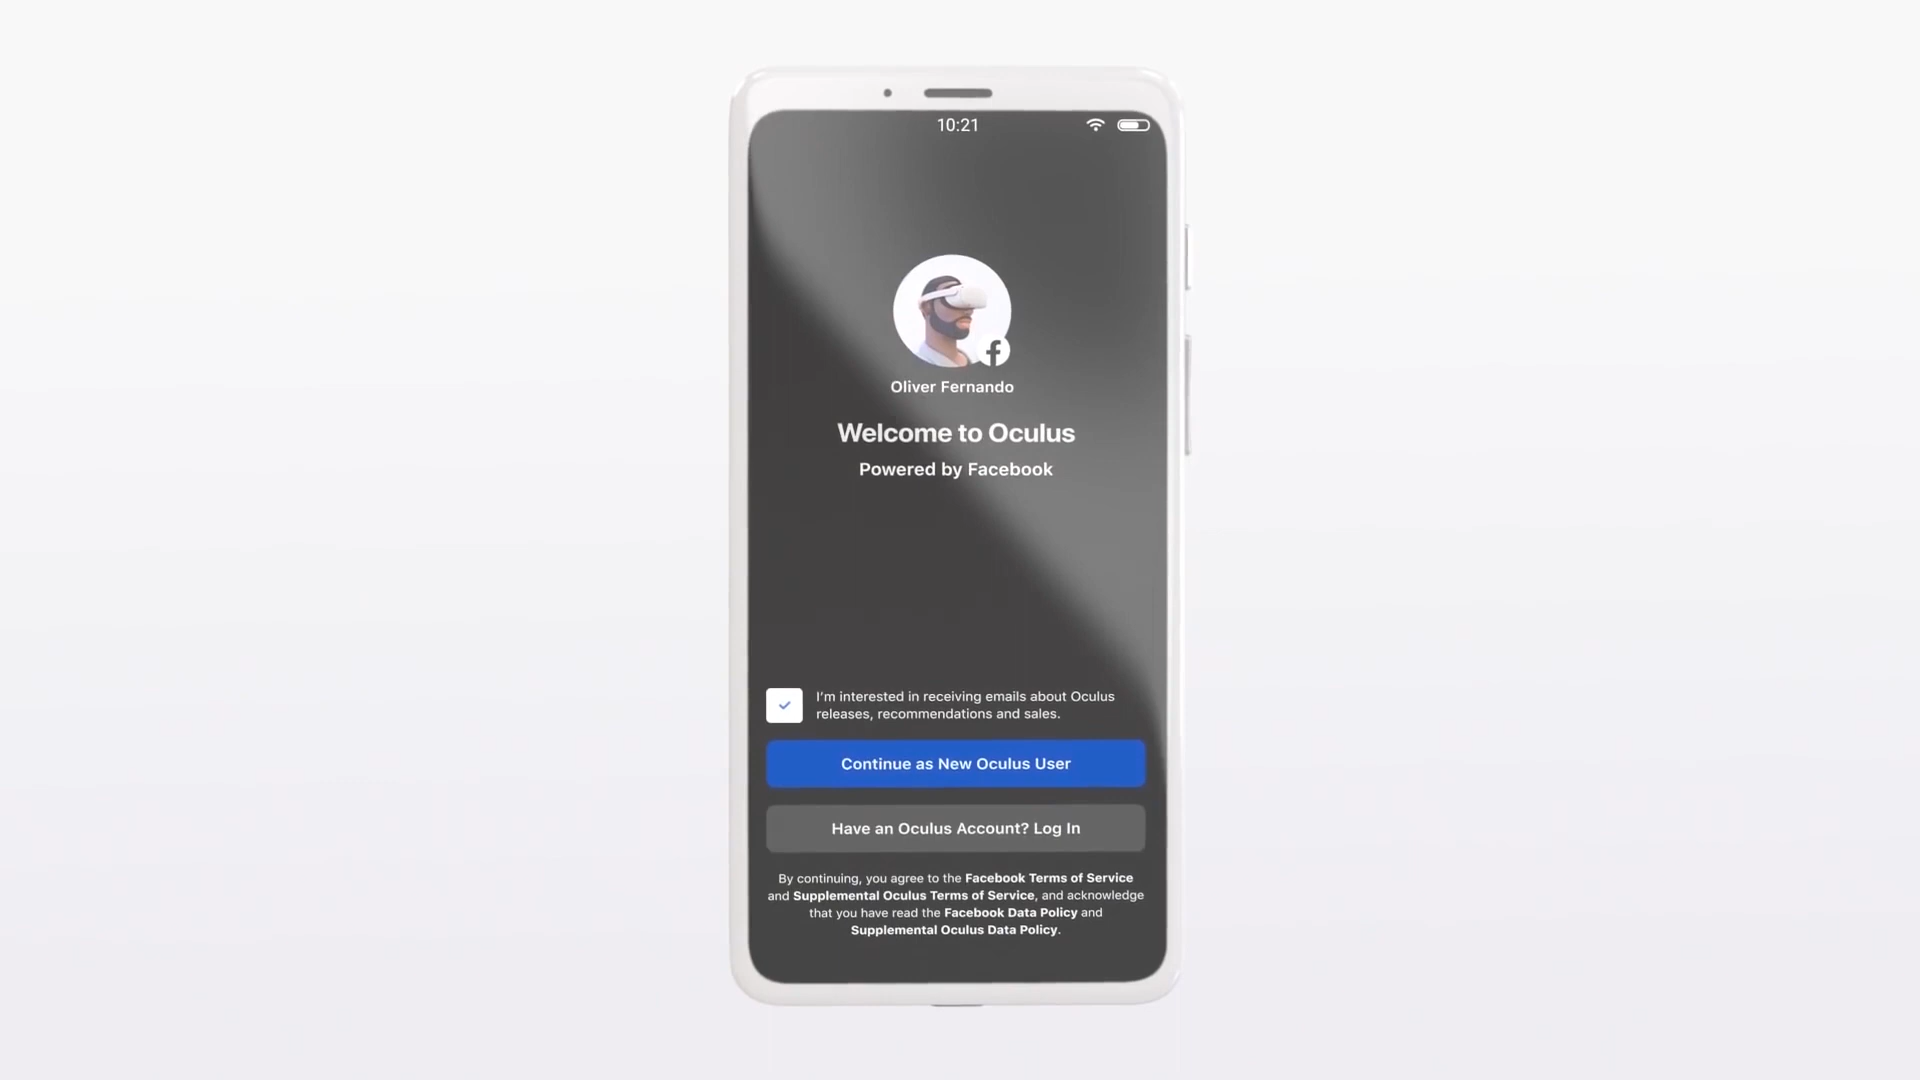 10:21
Oliver Fernando
Welcome to Oculus
Powered by Facebook
I'm interested in receiving emails about Oculus
releases, recommendations and sales.
Continue as New Oculus User
Have an Oculus Account? Log In
By continuing, you agree to the Facebook Terms of Service
and Supplemental Oculus Terms of Service, and acknowledge
that you have read the Facebook Data Policy and
Supplemental Oculus Data Policy.